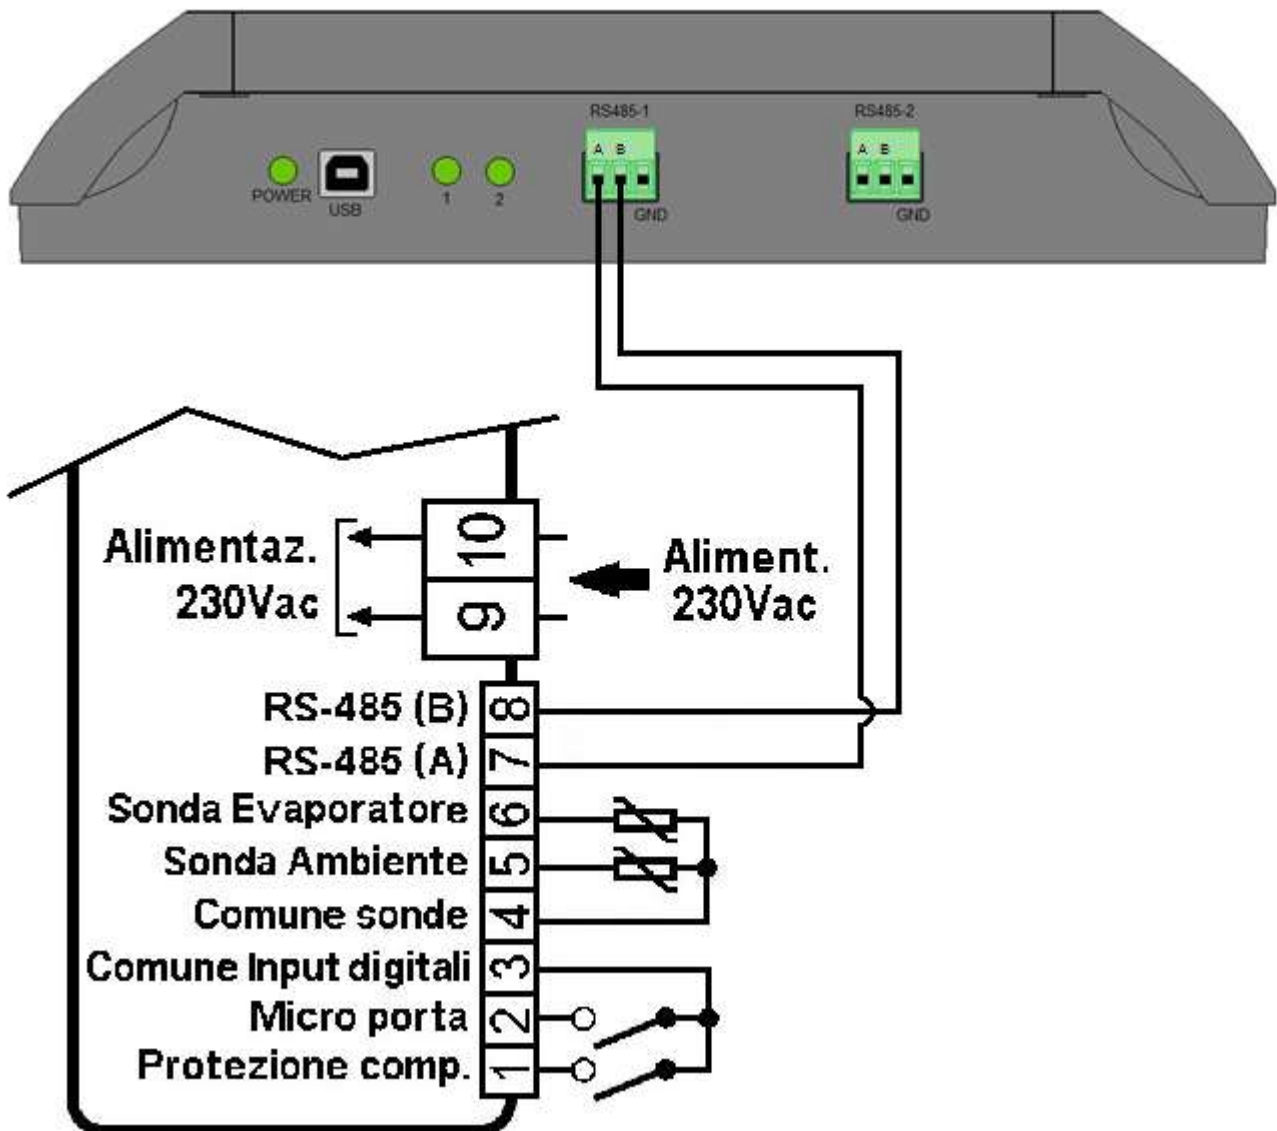 RS485-1
RS485-2
A B
A B
POWER
USB
1
2
GND
GND
Alimentaz.
230Vac
10
9
Aliment.
230Vac
RS-485 (B) 8
RS-485 (A) 7
Sonda Evaporatore 6
Sonda Ambiente 5
Comune sonde 4
Comune Input digitali 3
Micro porta 2
Protezione comp. 1